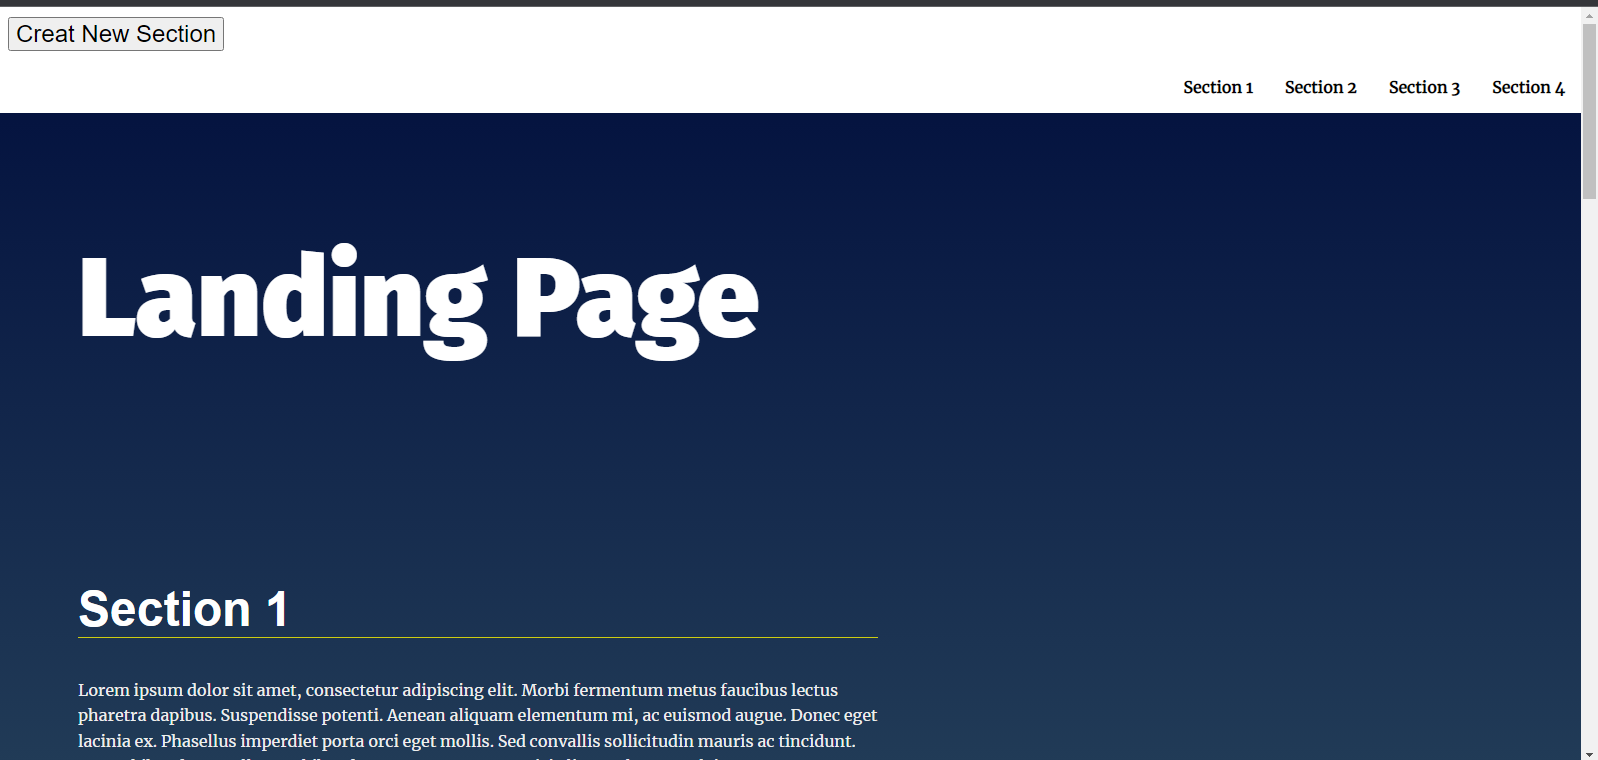 Creat New Section
Section 1 Section 2 Section 3 Section 4
Landing Page
Section 1
Lorem ipsum dolor sit amet, consectetur adipiscing elit. Morbi fermentum metus faucibus lectus
pharetra dapibus. Suspendisse potenti. Aenean aliquam elementum mi, ac euismod augue. Donec eget
lacinia ex. Phasellus imperdiet porta orci eget mollis. Sed convallis sollicitudin mauris ac tincidunt.